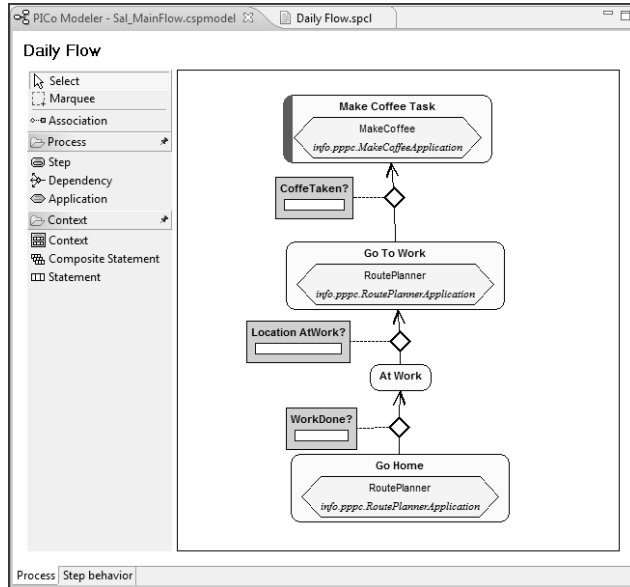 PICo Modeler - Sal_MainFlow.cspmodel
Daily Flow.spcl
Daily Flow
Select
Marquee
Association
Process
Step
Dependency
Application
Context
Context
Composite Statement
Statement
Make Coffee Task
MakeCoffee
info.pppc.MakeCoffeeApplication
CoffeTaken?
Go To Work
RoutePlanner
info.pppc.RoutePlannerApplication
Location AtWork?
At Work
WorkDone?
Go Home
RoutePlanner
info.pppc.RoutePlannerApplication
Process
Step behavior